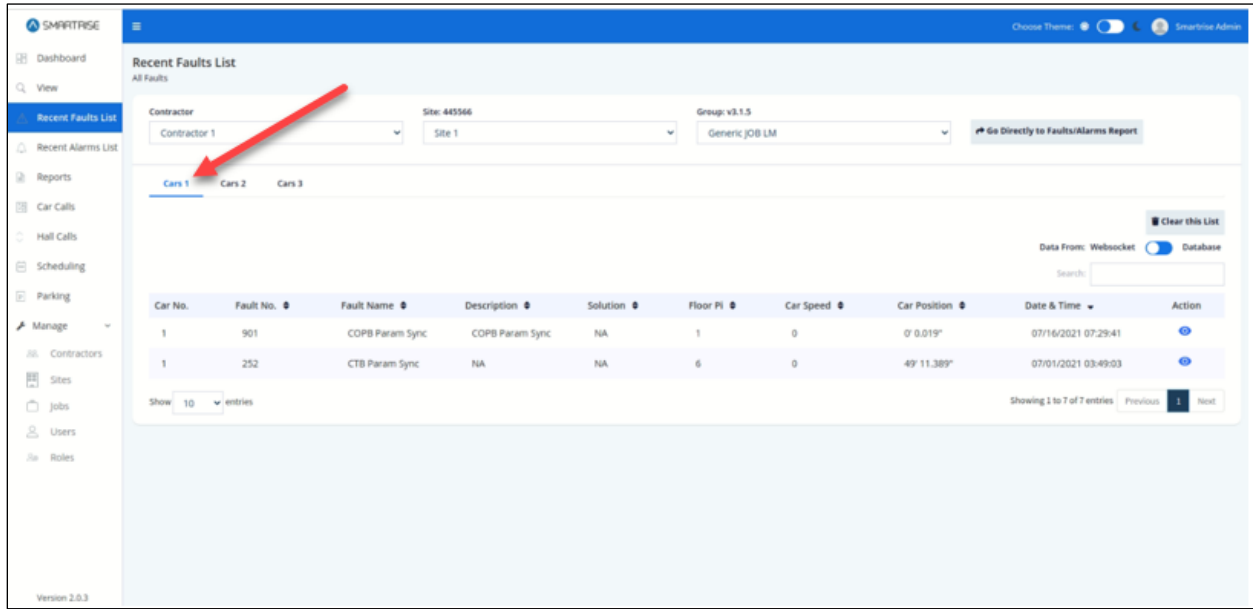 SMARTRISE
Choose Theme:
Smartrise Admin
Dashboard
View
Recent Faults List
Recent Alarms List
Reports
Car Calls
Hall Calls
Scheduling
Parking
Manage
Contractors
Sites
Jobs
Users
Roles
Version 2.0.3
Recent Faults List
All Faults
Contractor
Site: 445566
Group: v3.1.5
Contractor 1
Site 1
Generic JOB LM
Go Directly to Faults/Alarms Report
Cars 1 Cars 2 Cars 3
Clear this List
Data From: Websocket Database
Search:
Car No. Fault No. Fault Name Description Solution Floor Pi Car Speed Car Position Date & Time Action
1 901 COPB Param Sync COPB Param Sync NA 1 0 0' 0.019" 07/16/2021 07:29:41
1 252 CTB Param Sync NA NA 6 0 49' 11.389" 07/01/2021 03:49:03
Show 10 entries
Showing 1 to 7 of 7 entries Previous 1 Next